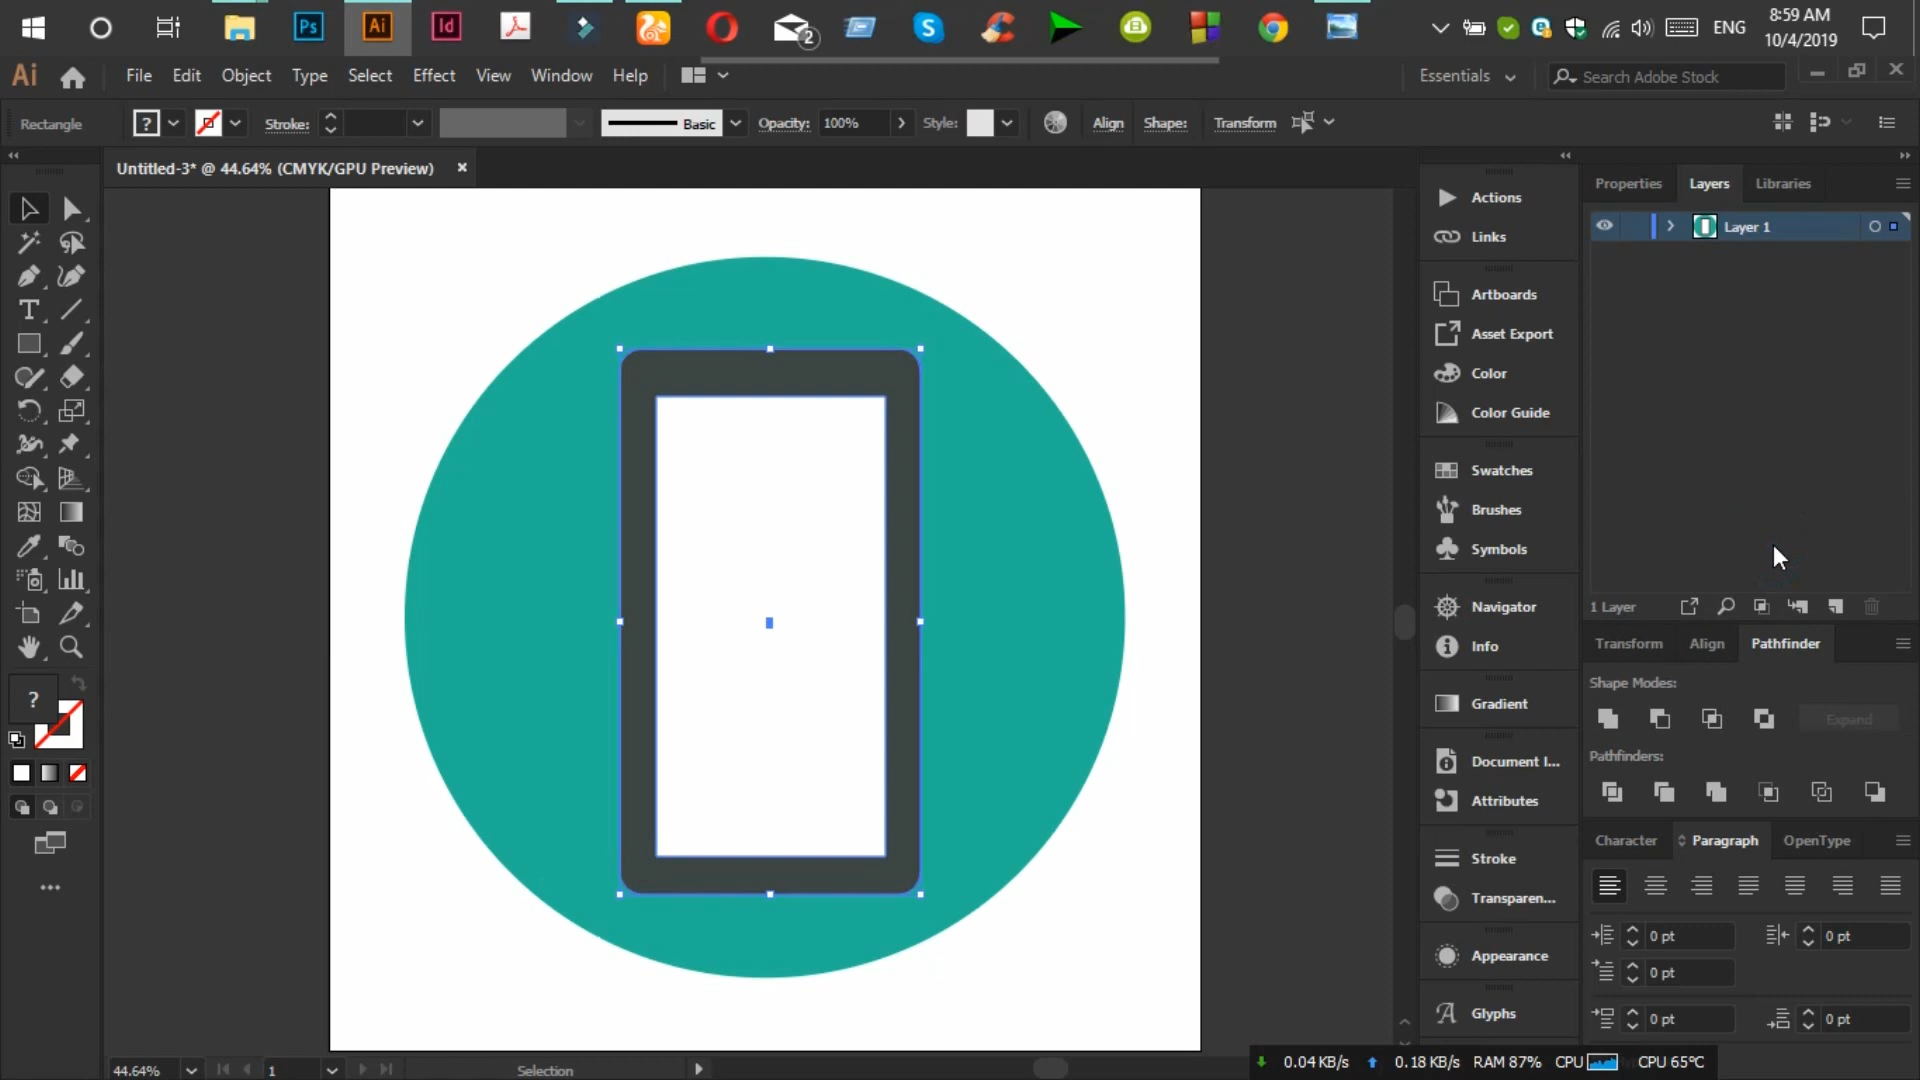 Ps Ai Id 2 S ENG 8:59 AM
10/4/2019
Ai File Edit Object Type Select Effect View Window Help Essentials Search Adobe Stock
Rectangle ? Stroke: Basic Opacity: 100% Style: Align Shape: Transform
Untitled-3* @ 44.64% (CMYK/GPU Preview)
Properties Layers Libraries
Layer 1
Actions
Links
Artboards
Asset Export
Color
Color Guide
Swatches
Brushes
Symbols
Navigator
Info
Gradient
Document I...
Attributes
Stroke
Transparen...
Appearance
Glyphs
1 Layer
Transform Align Pathfinder
Shape Modes:
Expand
Pathfinders:
Character Paragraph OpenType
0 pt 0 pt
0 pt
0 pt 0 pt
?
44.64% 1 Selection
0.04 KB/s 0.18 KB/s RAM 87% CPU CPU 65°C